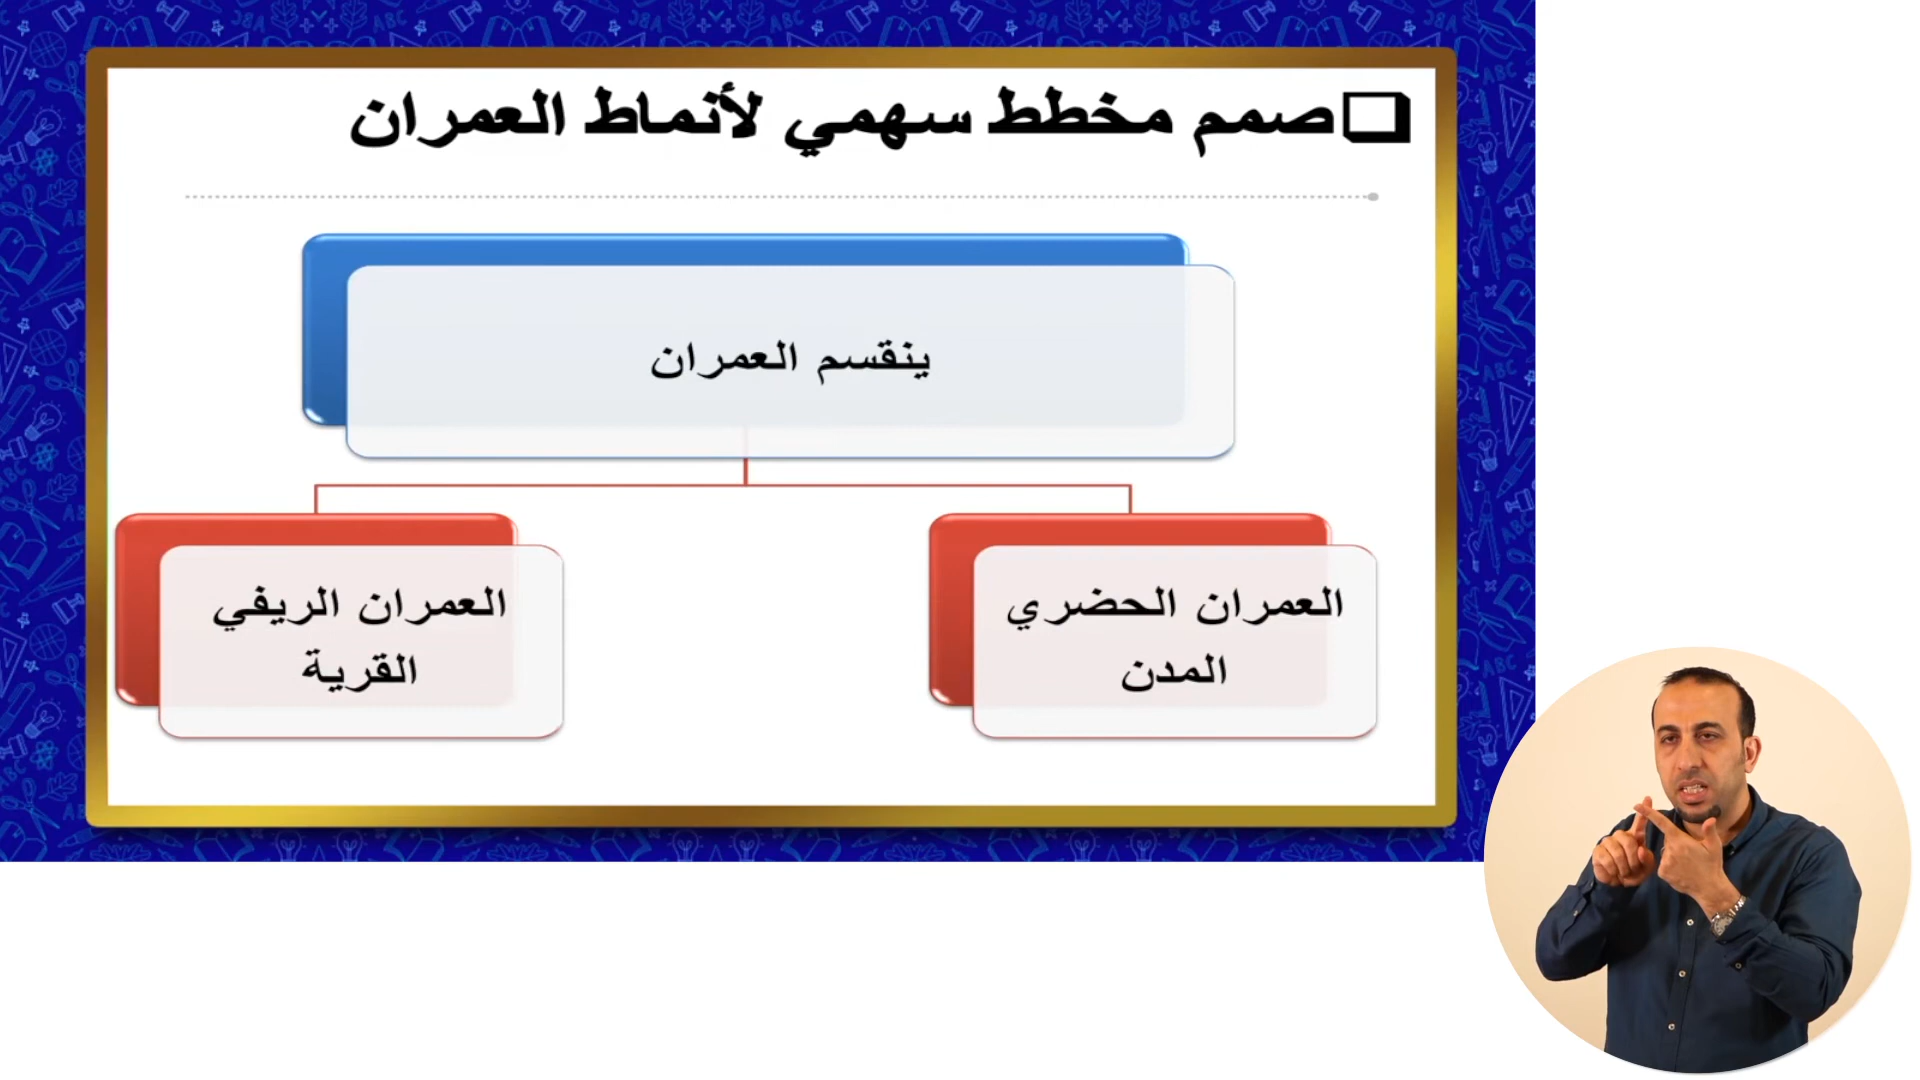 صمم مخطط سهمي لأنماط العمران
ينقسم العمران
العمران الحضري
المدن
العمران الريفي
القرية